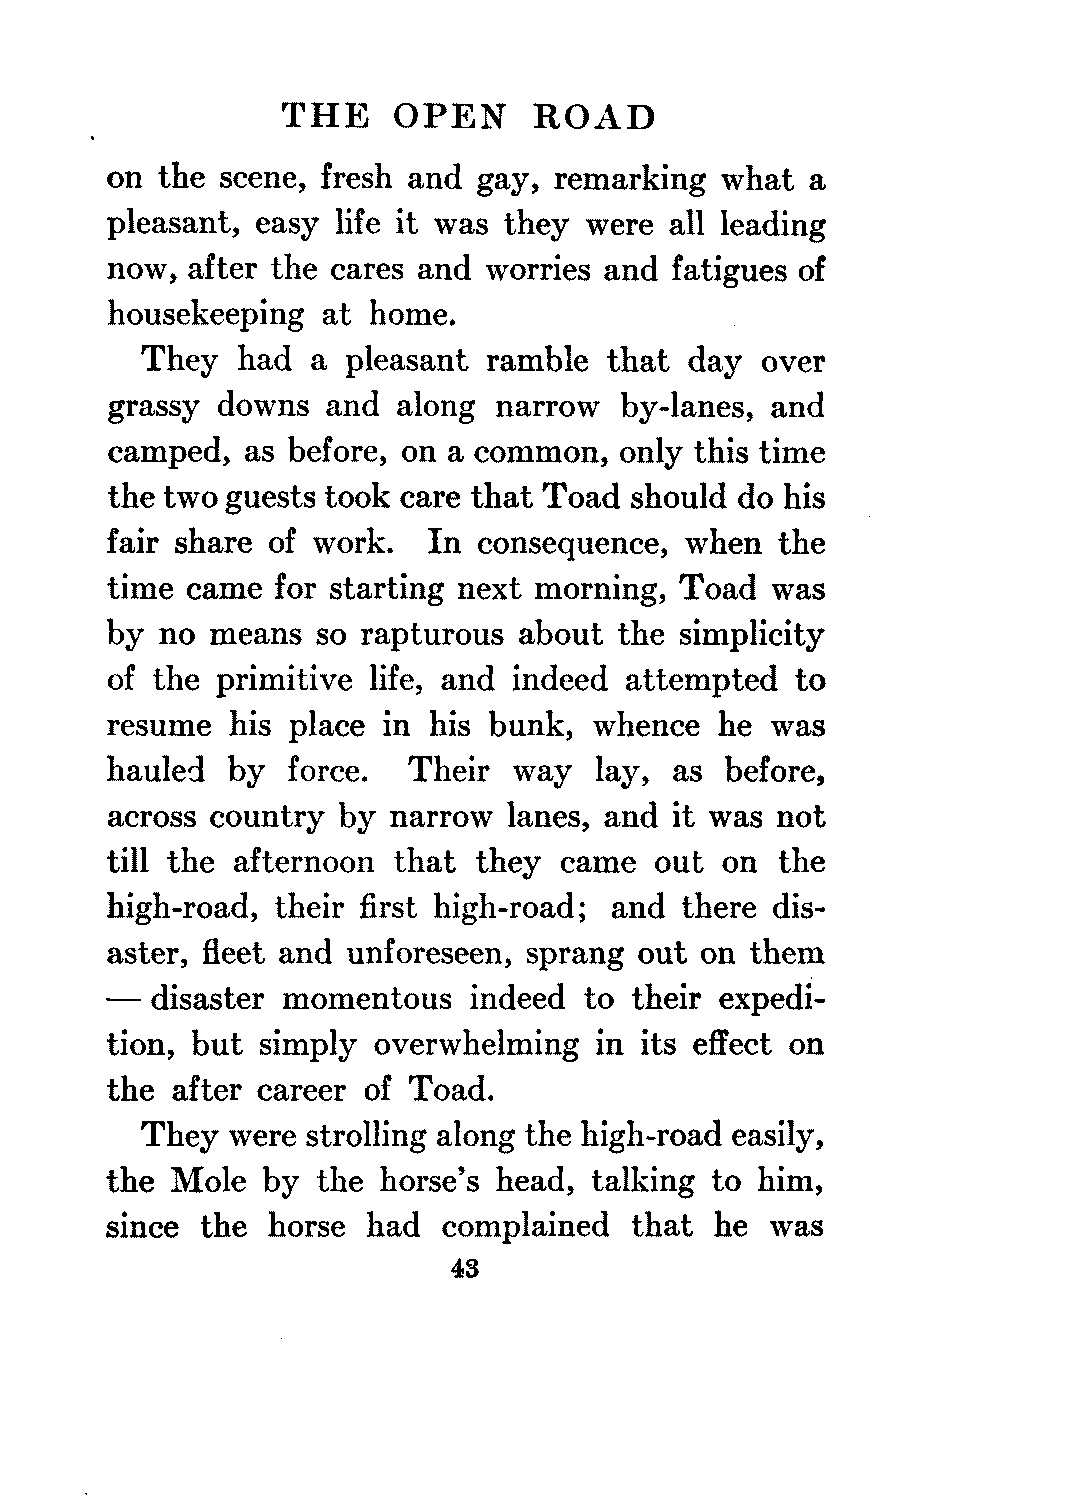 THE OPEN ROAD
on the scene, fresh and gay, remarking what a
pleasant, easy life it was they were all leading
now, after the cares and worries and fatigues of
housekeeping at home.
They had a pleasant ramble that day over
grassy downs and along narrow by-lanes, and
camped, as before, on a common, only this time
the two guests took care that Toad should do his
fair share of work. In consequence, when the
time came for starting next morning, Toad was
by no means so rapturous about the simplicity
of the primitive life, and indeed attempted to
resume his place in his bunk, whence he was
hauled by force. Their way lay, as before,
across country by narrow lanes, and it was not
till the afternoon that they came out on the
high-road, their first high-road; and there dis-
aster, fleet and unforeseen, sprang out on them
— disaster momentous indeed to their expedi-
tion, but simply overwhelming in its effect on
the after career of Toad.
They were strolling along the high-road easily,
the Mole by the horse's head, talking to him,
since the horse had complained that he was
43